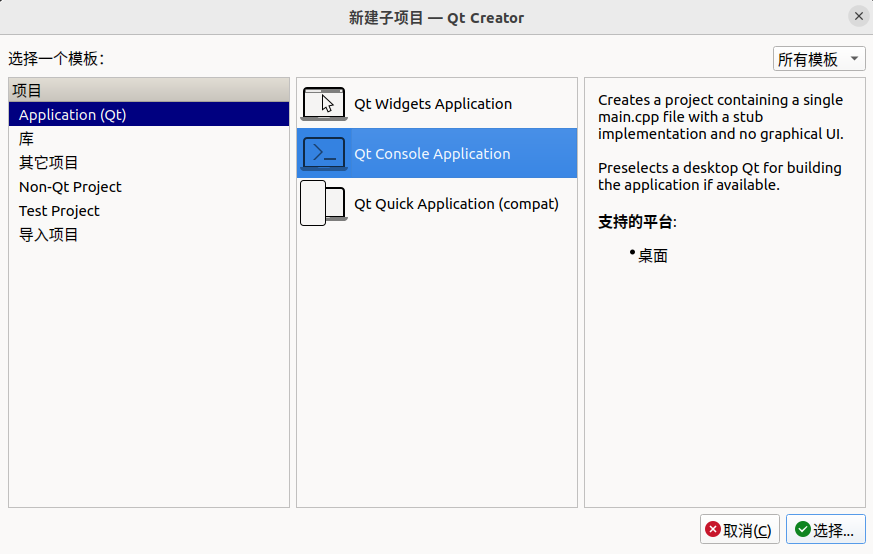 新建子项目 — Qt Creator
选择一个模板：
所有模板
项目
Application (Qt)
库
其它项目
Non-Qt Project
Test Project
导入项目
Qt Widgets Application
Qt Console Application
Qt Quick Application (compat)
Creates a project containing a single
main.cpp file with a stub
implementation and no graphical UI.
Preselects a desktop Qt for building
the application if available.
支持的平台:
• 桌面
取消(C)
选择...